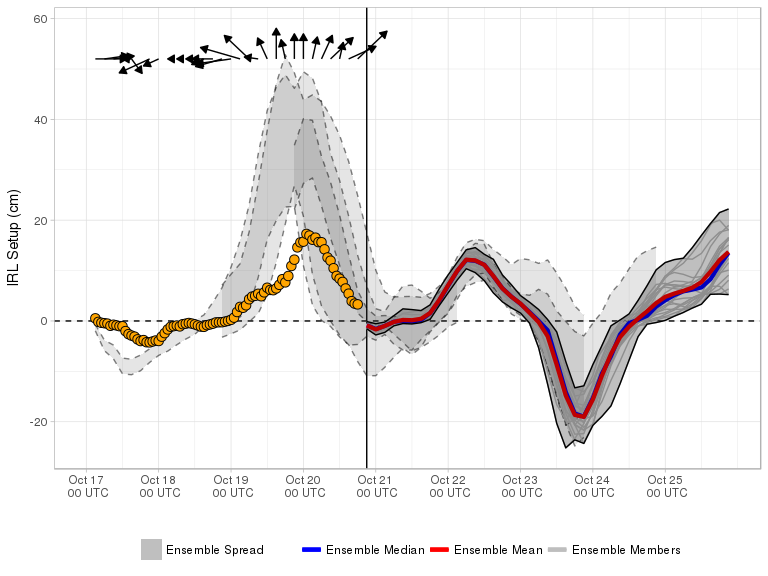 60
40
20
0
-20
IRL Setup (cm)
Oct 17 Oct 18 Oct 19 Oct 20 Oct 21 Oct 22 Oct 23 Oct 24 Oct 25
00 UTC 00 UTC 00 UTC 00 UTC 00 UTC 00 UTC 00 UTC 00 UTC 00 UTC
Ensemble Spread Ensemble Median Ensemble Mean Ensemble Members